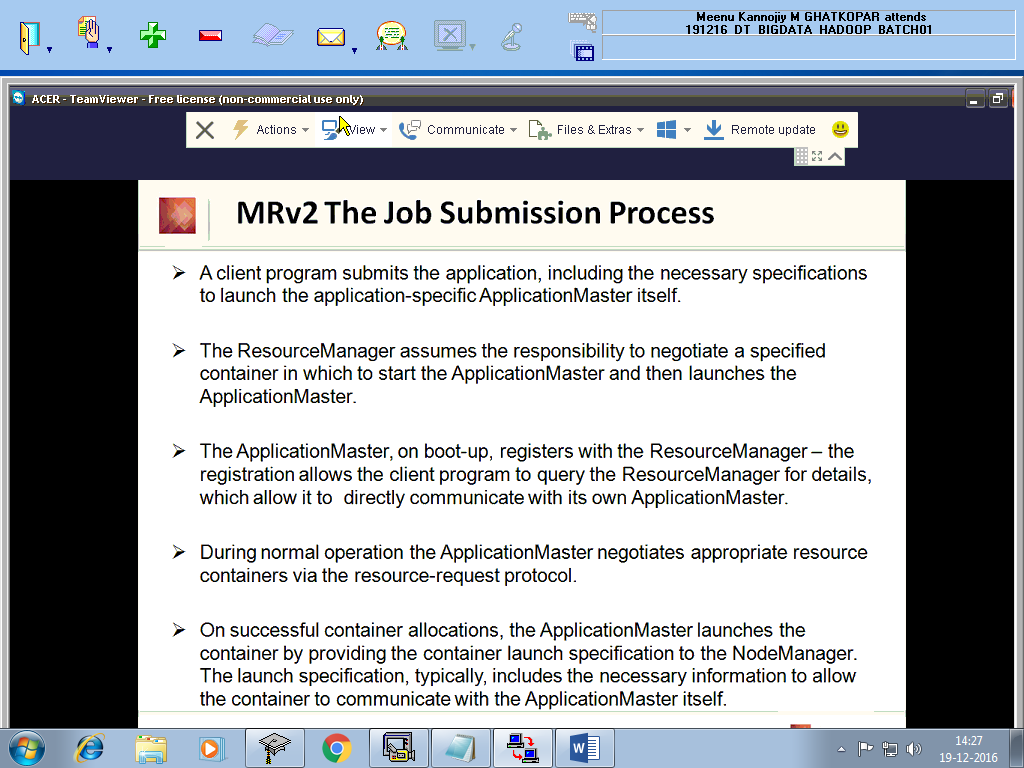 Meenu Kannojiy M GHATKOPAR attends
191216_DT_BIGDATA_HADOOP_BATCH01
ACER - TeamViewer - Free license (non-commercial use only)
Actions View Communicate Files & Extras Remote update
MRv2 The Job Submission Process
➢ A client program submits the application, including the necessary specifications
to launch the application-specific ApplicationMaster itself.
➢ The ResourceManager assumes the responsibility to negotiate a specified
container in which to start the ApplicationMaster and then launches the
ApplicationMaster.
➢ The ApplicationMaster, on boot-up, registers with the ResourceManager – the
registration allows the client program to query the ResourceManager for details,
which allow it to directly communicate with its own ApplicationMaster.
➢ During normal operation the ApplicationMaster negotiates appropriate resource
containers via the resource-request protocol.
➢ On successful container allocations, the ApplicationMaster launches the
container by providing the container launch specification to the NodeManager.
The launch specification, typically, includes the necessary information to allow
the container to communicate with the ApplicationMaster itself.
14:27
19-12-2016